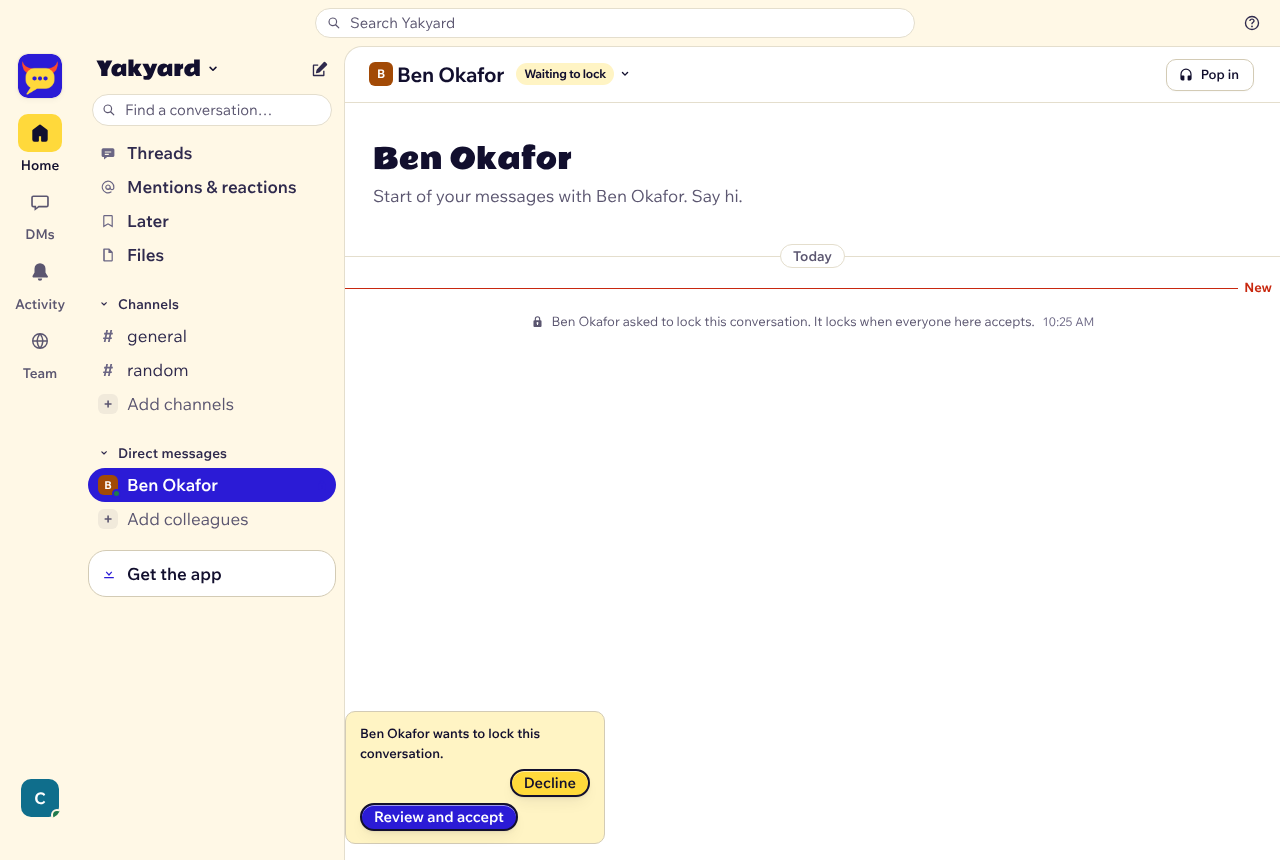 Search Yakyard
Yakyard
Find a conversation…
Home
DMs
Activity
Team
Threads
Mentions & reactions
Later
Files
Channels
# general
# random
+ Add channels
Direct messages
B Ben Okafor
+ Add colleagues
Get the app
C
B Ben Okafor Waiting to lock
Pop in
Ben Okafor
Start of your messages with Ben Okafor. Say hi.
Today
New
Ben Okafor asked to lock this conversation. It locks when everyone here accepts. 10:25 AM
Ben Okafor wants to lock this
conversation.
Decline
Review and accept